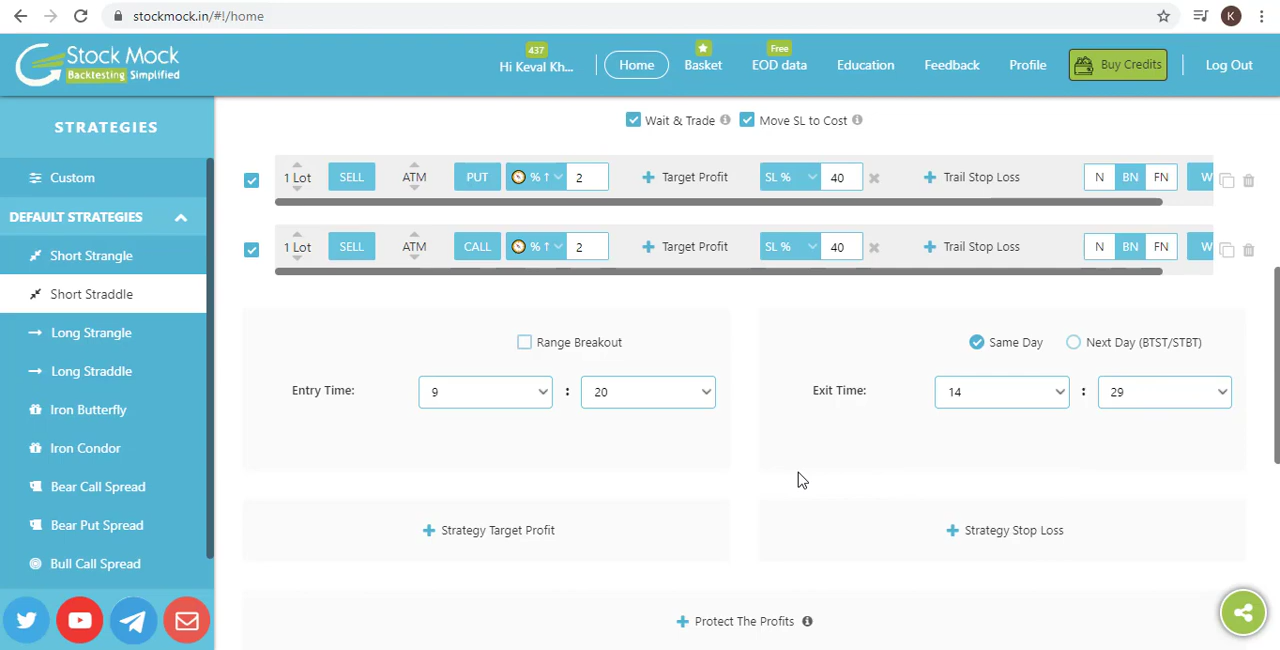 stockmock.in/#!/home
K
Stock Mock
Backtesting Simplified
437
Hi Keval Kh...
Home
Basket
Free
EOD data
Education
Feedback
Profile
Buy Credits
Log Out
STRATEGIES
Custom
DEFAULT STRATEGIES
Short Strangle
Short Straddle
Long Strangle
Long Straddle
Iron Butterfly
Iron Condor
Bear Call Spread
Bear Put Spread
Bull Call Spread
Wait & Trade Move SL to Cost
1 Lot SELL ATM PUT % ↑ 2 + Target Profit SL % 40 + Trail Stop Loss N BN FN W
1 Lot SELL ATM CALL % ↑ 2 + Target Profit SL % 40 + Trail Stop Loss N BN FN W
Range Breakout
Entry Time: 9 : 20
Same Day Next Day (BTST/STBT)
Exit Time: 14 : 29
+ Strategy Target Profit
+ Strategy Stop Loss
+ Protect The Profits